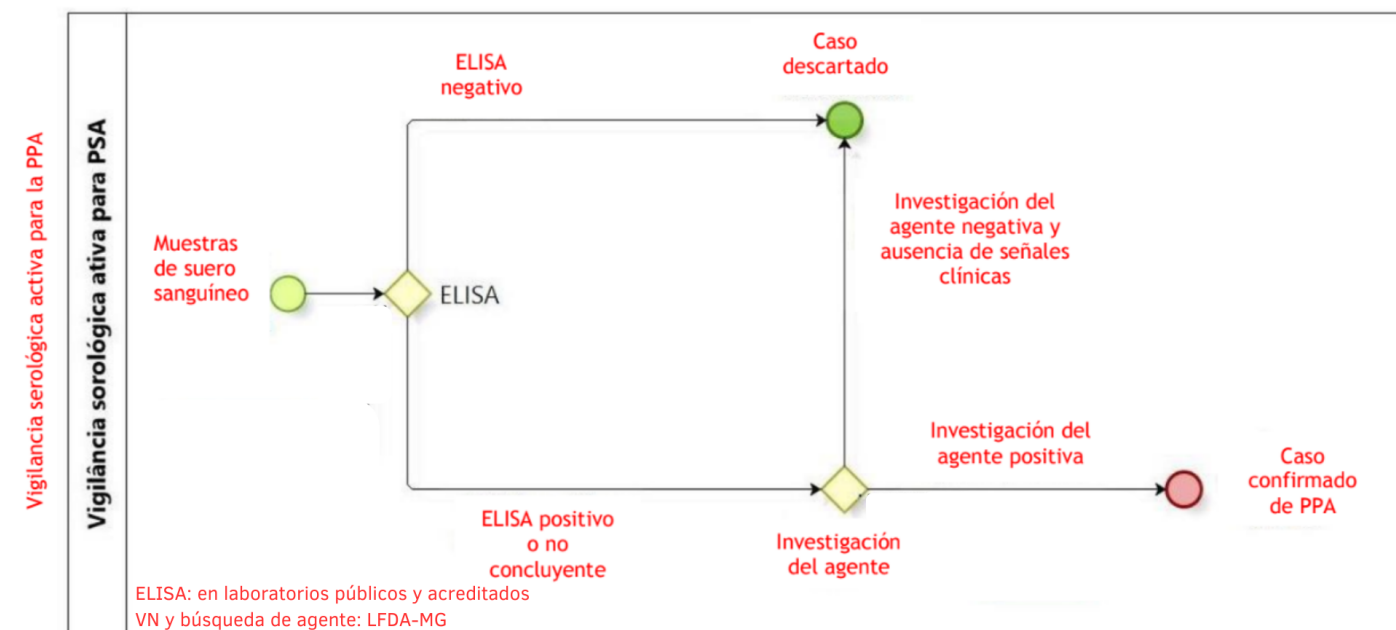 Vigilancia serológica activa para la PPA
Vigilância sorológica ativa para PSA
ELISA
negativo
Caso
descartado
Muestras
de suero
sanguíneo
ELISA
Investigación del
agente negativa y
ausencia de señales
clínicas
Investigación del
agente positiva
Caso
confirmado
de PPA
ELISA positivo
o no
concluyente
Investigación
del agente
ELISA: en laboratorios públicos y acreditados
VN y búsqueda de agente: LFDA-MG